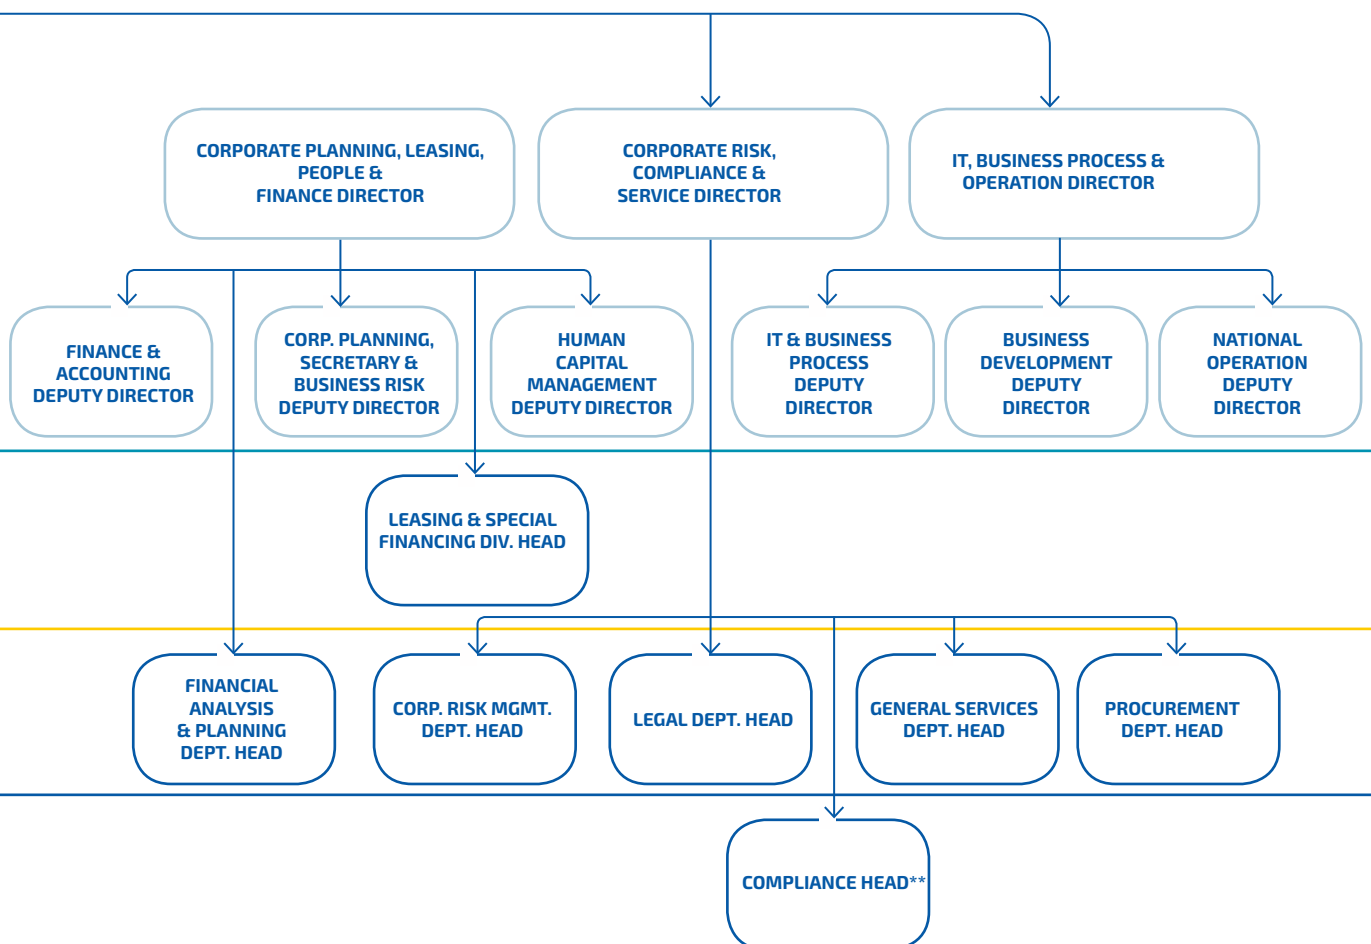 CORPORATE PLANNING, LEASING,
PEOPLE &
FINANCE DIRECTOR
CORPORATE RISK,
COMPLIANCE &
SERVICE DIRECTOR
IT, BUSINESS PROCESS &
OPERATION DIRECTOR
FINANCE &
ACCOUNTING
DEPUTY DIRECTOR
CORP. PLANNING,
SECRETARY &
BUSINESS RISK
DEPUTY DIRECTOR
HUMAN
CAPITAL
MANAGEMENT
DEPUTY DIRECTOR
IT & BUSINESS
PROCESS
DEPUTY
DIRECTOR
BUSINESS
DEVELOPMENT
DEPUTY
DIRECTOR
NATIONAL
OPERATION
DEPUTY
DIRECTOR
LEASING & SPECIAL
FINANCING DIV. HEAD
FINANCIAL
ANALYSIS
& PLANNING
DEPT. HEAD
CORP. RISK MGMT.
DEPT. HEAD
LEGAL DEPT. HEAD
GENERAL SERVICES
DEPT. HEAD
PROCUREMENT
DEPT. HEAD
COMPLIANCE HEAD**